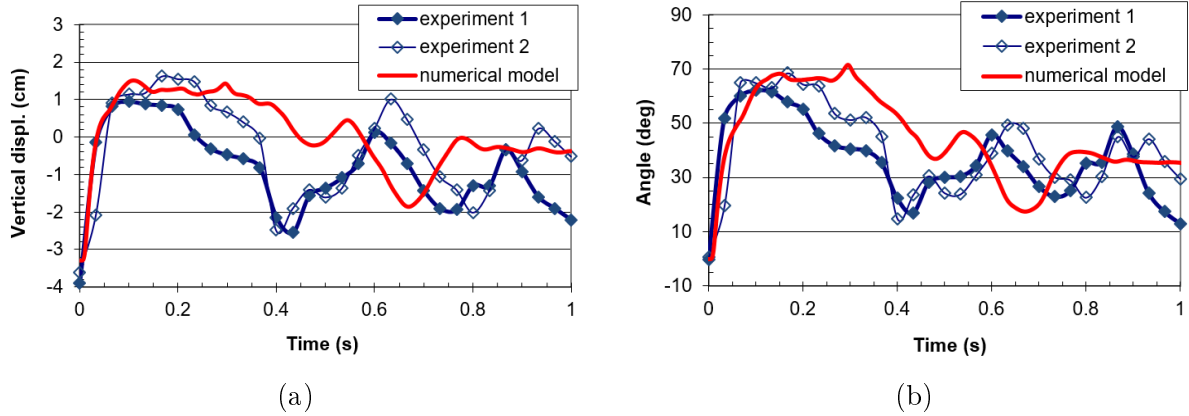 experiment 1
experiment 2
numerical model
Vertical displ. (cm)
3
2
1
0
-1
-2
-3
-4
0
0.2
0.4
0.6
0.8
1
Time (s)
(a)
experiment 1
experiment 2
numerical model
Angle (deg)
90
70
50
30
10
-10
0
0.2
0.4
0.6
0.8
1
Time (s)
(b)